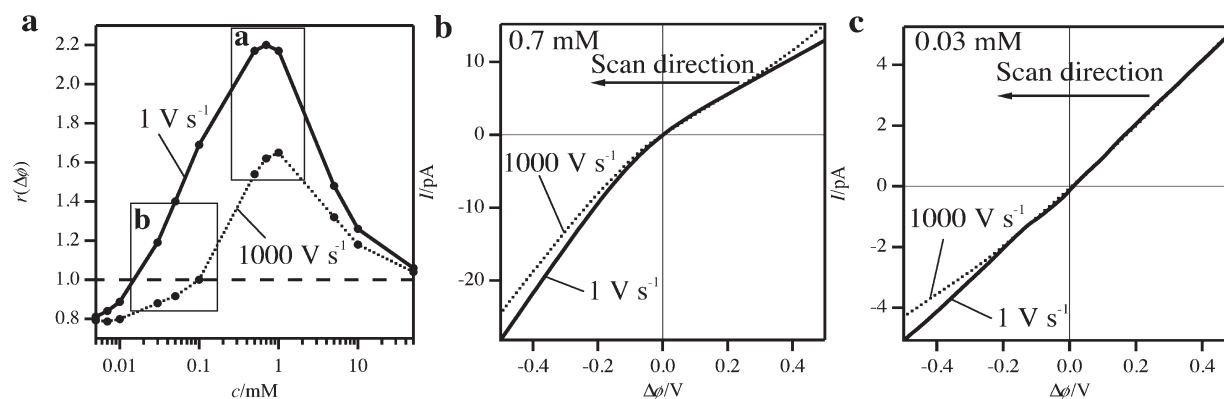 a
r(Δϕ)
2.2
2.0
1.8
1.6
1.4
1.2
1.0
0.8
0.01
0.1
1
10
c/mM
a
b
1 V s⁻¹
1000 V s⁻¹
b
I/pA
10
0
-10
-20
-0.4
-0.2
0.0
0.2
0.4
Δϕ/V
0.7 mM
Scan direction
1000 V s⁻¹
1 V s⁻¹
c
I/pA
4
2
0
-2
-4
-0.4
-0.2
0.0
0.2
0.4
Δϕ/V
0.03 mM
Scan direction
1000 V s⁻¹
1 V s⁻¹